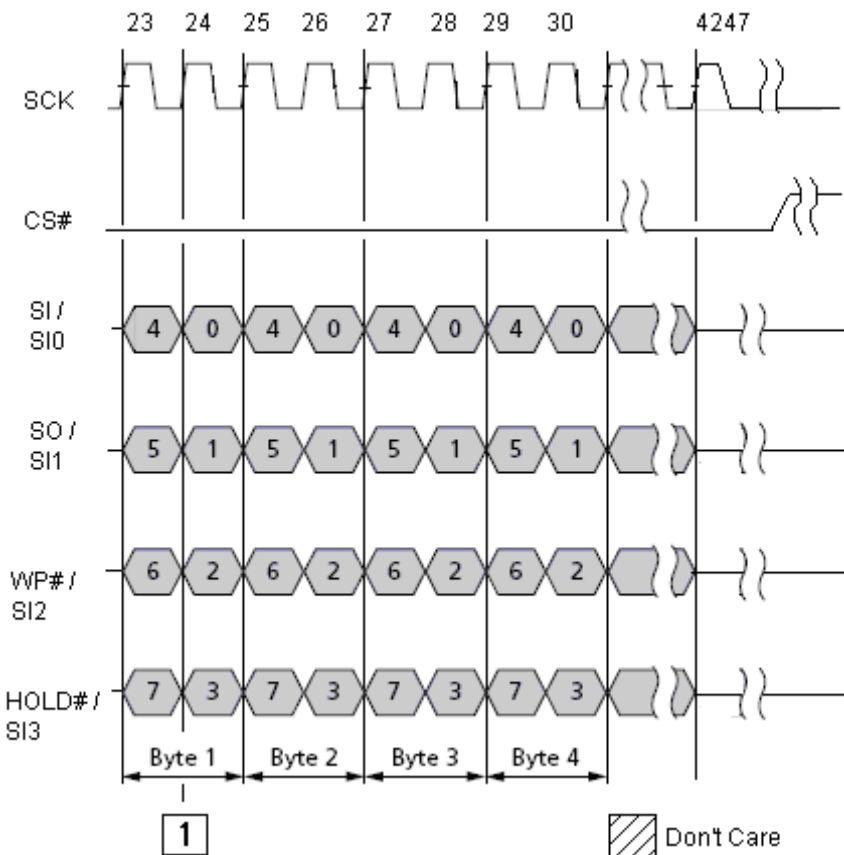 23 24 25 26 27 28 29 30 4247
SCK
CS#
SI /
SI0
4 0 4 0 4 0 4 0
SO /
SI1
5 1 5 1 5 1 5 1
WP# /
SI2
6 2 6 2 6 2 6 2
HOLD# /
SI3
7 3 7 3 7 3 7 3
Byte 1 Byte 2 Byte 3 Byte 4
1
Don't Care